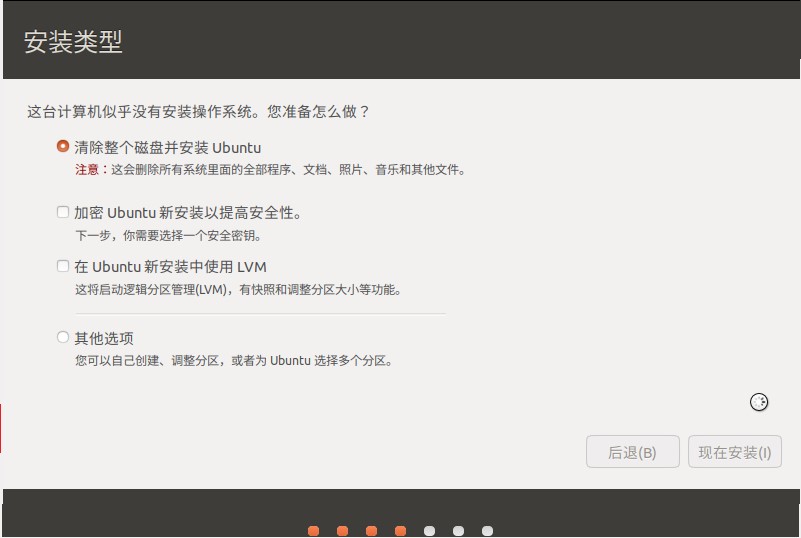 安装类型
这台计算机似乎没有安装操作系统。您准备怎么做？
清除整个磁盘并安装 Ubuntu
注意：这会删除所有系统里面的全部程序、文档、照片、音乐和其他文件。
加密 Ubuntu 新安装以提高安全性。
下一步，你需要选择一个安全密钥。
在 Ubuntu 新安装中使用 LVM
这将启动逻辑分区管理(LVM)，有快照和调整分区大小等功能。
其他选项
您可以自己创建、调整分区，或者为 Ubuntu 选择多个分区。
后退(B) 现在安装(I)